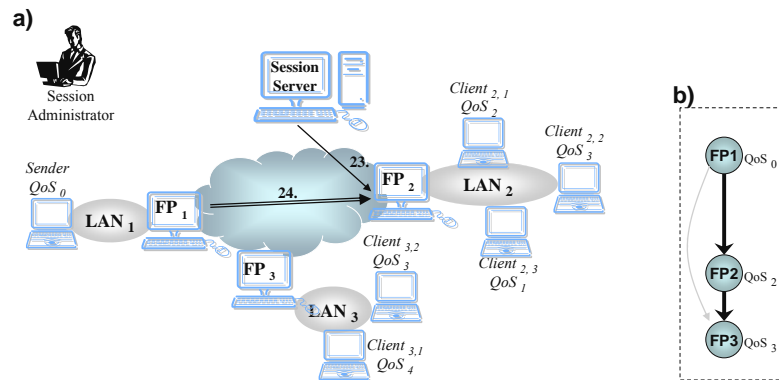 a)
Session
Administrator
Session
Server
Client 2, 1
QoS 2
Client 2, 2
QoS 3
Sender
QoS 0
LAN 1
FP 1
23.
24.
FP 2
LAN 2
Client 2, 3
QoS 1
FP 3
Client 3,2
QoS 3
LAN 3
Client 3,1
QoS 4
b)
FP1 QoS 0
FP2 QoS 2
FP3 QoS 3